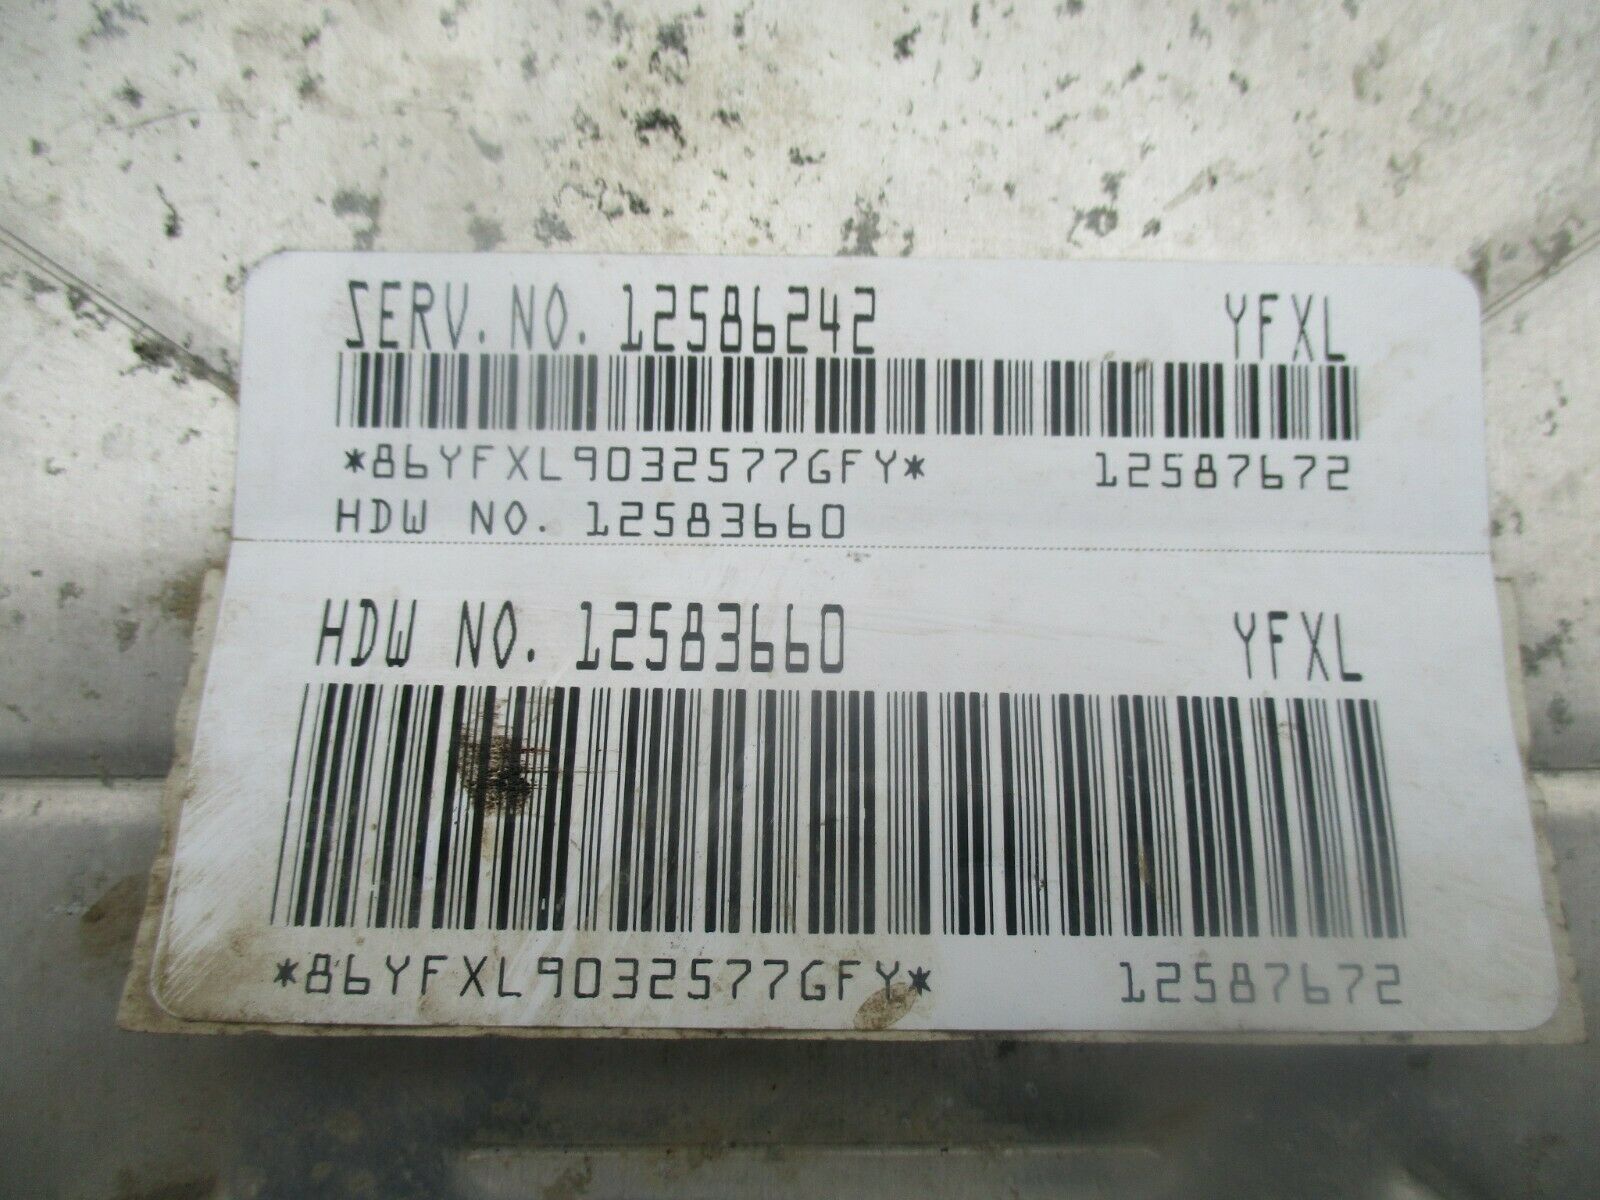 SERV. NO. 12586242 YFXL
*86YFXL9032577GFY* 12587672
HDW NO. 12583660
HDW NO. 12583660 YFXL
*86YFXL9032577GFY* 12587672